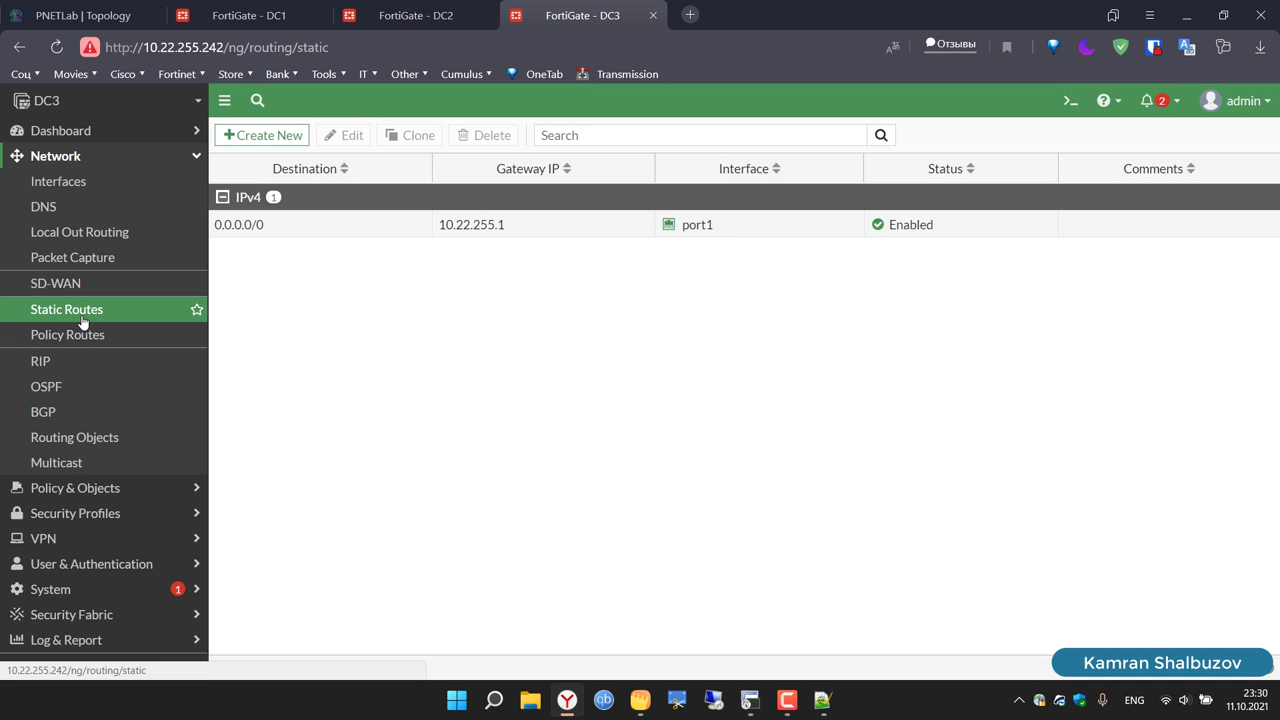 PNETLab | Topology
FortiGate - DC1
FortiGate - DC2
FortiGate - DC3
http://10.22.255.242/ng/routing/static
Отзывы
Соц
Movies
Cisco
Fortinet
Store
Bank
Tools
IT
Other
Cumulus
OneTab
Transmission
DC3
2
admin
Dashboard
Network
Interfaces
DNS
Local Out Routing
Packet Capture
SD-WAN
Static Routes
Policy Routes
RIP
OSPF
BGP
Routing Objects
Multicast
Policy & Objects
Security Profiles
VPN
User & Authentication
System
1
Security Fabric
Log & Report
+Create New
Edit
Clone
Delete
Search
Destination
Gateway IP
Interface
Status
Comments
IPv4 1
0.0.0.0/0
10.22.255.1
port1
Enabled
10.22.255.242/ng/routing/static
Kamran Shalbuzov
qb
ENG
23:30
11.10.2021